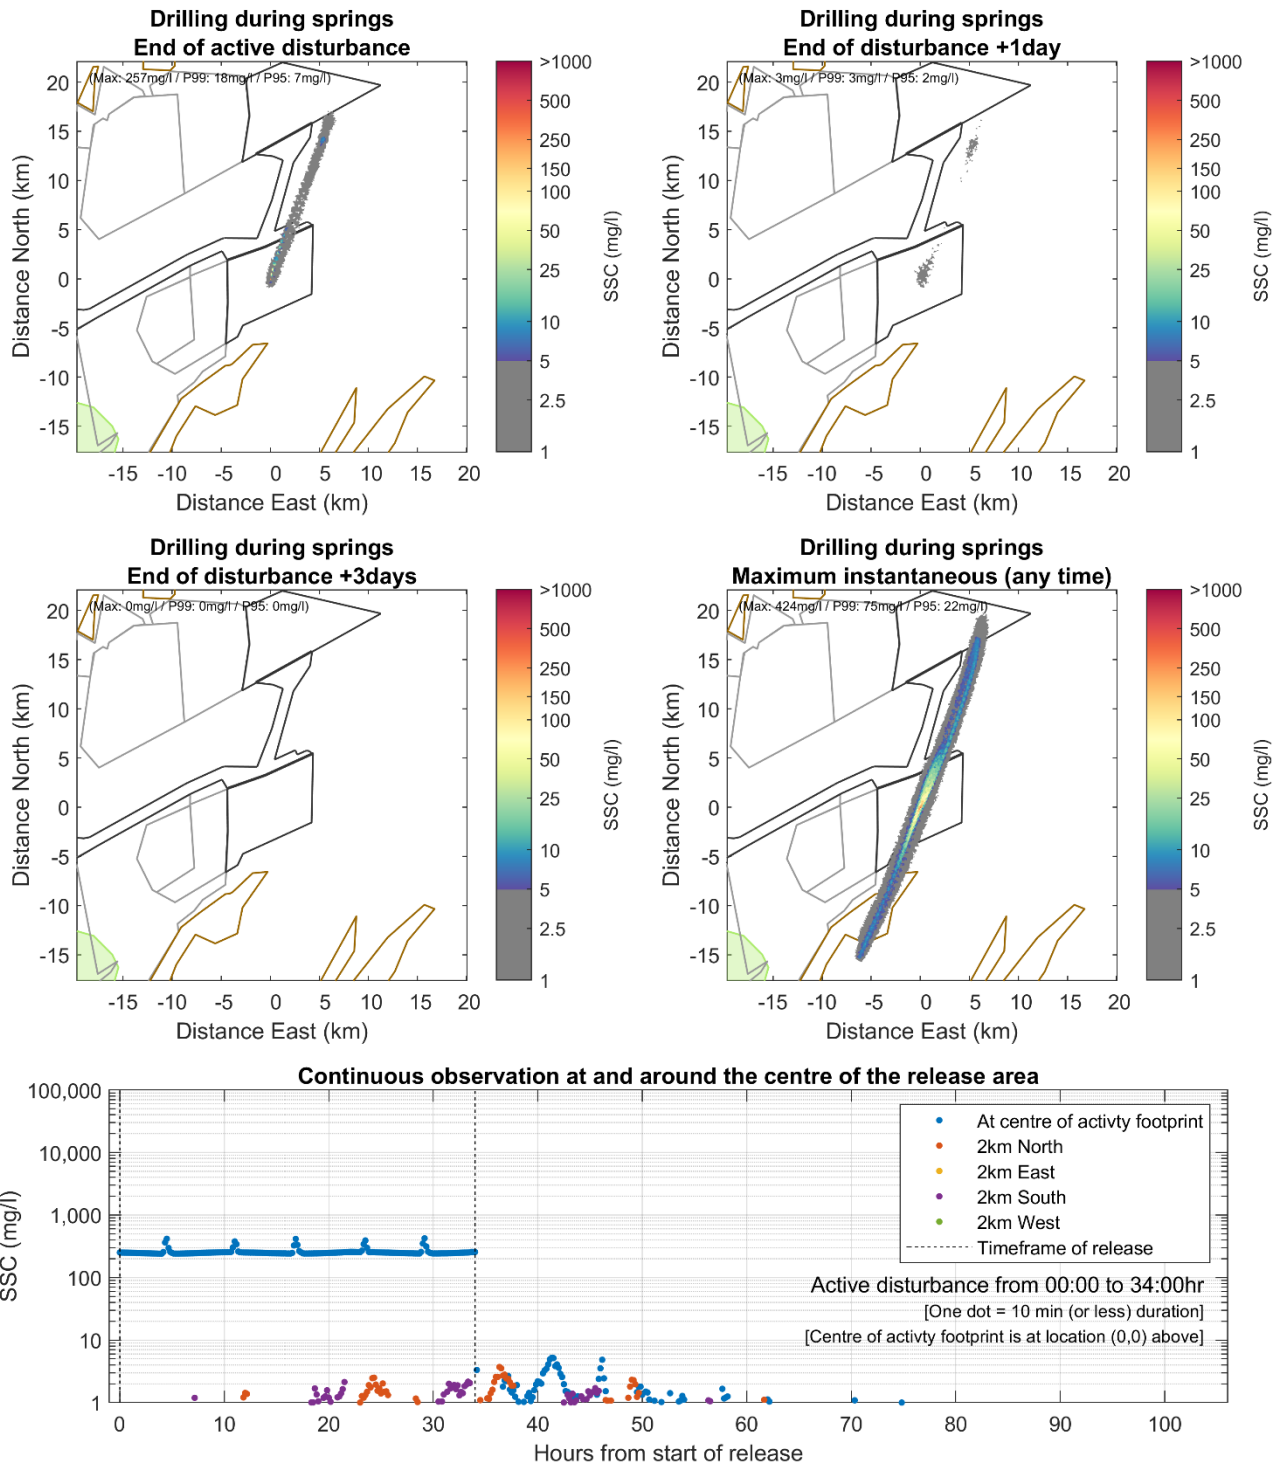 Drilling during springs
End of active disturbance
(Max: 257mg/l / P99: 18mg/l / P95: 7mg/l)
20
15
10
5
0
-5
-10
-15
Distance North (km)
-15 -10 -5 0 5 10 15 20
Distance East (km)
>1000
500
250
150
100
50
25
10
5
2.5
1
SSC (mg/l)
Drilling during springs
End of disturbance +1day
(Max: 3mg/l / P99: 3mg/l / P95: 2mg/l)
20
15
10
5
0
-5
-10
-15
Distance North (km)
-15 -10 -5 0 5 10 15 20
Distance East (km)
>1000
500
250
150
100
50
25
10
5
2.5
1
SSC (mg/l)
Drilling during springs
End of disturbance +3days
(Max: 0mg/l / P99: 0mg/l / P95: 0mg/l)
20
15
10
5
0
-5
-10
-15
Distance North (km)
-15 -10 -5 0 5 10 15 20
Distance East (km)
>1000
500
250
150
100
50
25
10
5
2.5
1
SSC (mg/l)
Drilling during springs
Maximum instantaneous (any time)
(Max: 424mg/l / P99: 75mg/l / P95: 22mg/l)
20
15
10
5
0
-5
-10
-15
Distance North (km)
-15 -10 -5 0 5 10 15 20
Distance East (km)
>1000
500
250
150
100
50
25
10
5
2.5
1
SSC (mg/l)
Continuous observation at and around the centre of the release area
100,000
10,000
1,000
100
10
1
SSC (mg/l)
At centre of activty footprint
2km North
2km East
2km South
2km West
Timeframe of release
Active disturbance from 00:00 to 34:00hr
[One dot = 10 min (or less) duration]
[Centre of activty footprint is at location (0,0) above]
0 10 20 30 40 50 60 70 80 90 100
Hours from start of release